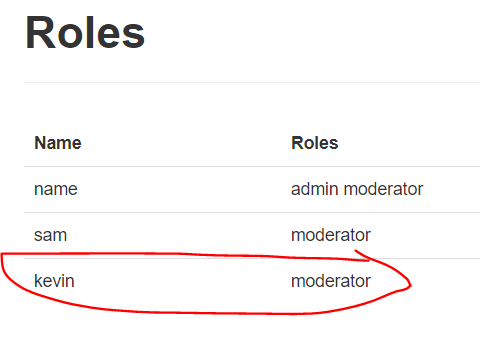 Roles
Name Roles
name admin moderator
sam moderator
kevin moderator